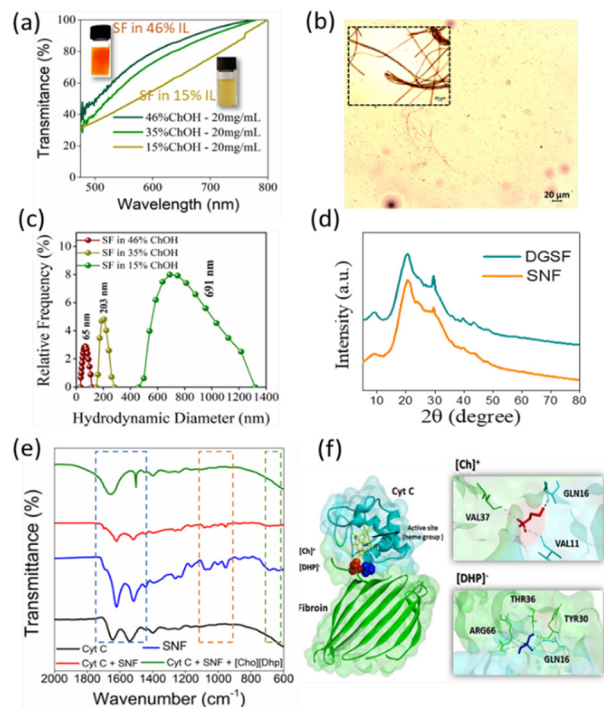 (a)
SF in 46% IL
SF in 15% IL
46%ChOH - 20mg/mL
35%ChOH - 20mg/mL
15%ChOH - 20mg/mL
Transmitance (%)
100
80
60
40
20
0
500
600
700
800
Wavelength (nm)
(b)
20 µm
(c)
SF in 46% ChOH
SF in 35% ChOH
SF in 15% ChOH
65 nm
203 nm
691 nm
Relative Frequency (%)
10
8
6
4
2
0
0 200 400 600 800 1000 1200 1400
Hydrodynamic Diameter (nm)
(d)
DGSF
SNF
Intensity (a.u.)
10 20 30 40 50 60 70 80
2θ (degree)
(e)
Transmittance (%)
Cyt C
SNF
Cyt C + SNF
Cyt C + SNF + [Cho][Dhp]
2000 1800 1600 1400 1200 1000 800 600
Wavenumber (cm-1)
(f)
Cyt C
Active site
(heme group )
[Ch]+
[DHP]-
Fibroin
[Ch]+
GLN16
VAL37
VAL11
[DHP]-
THR36
TYR30
ARG66
GLN16